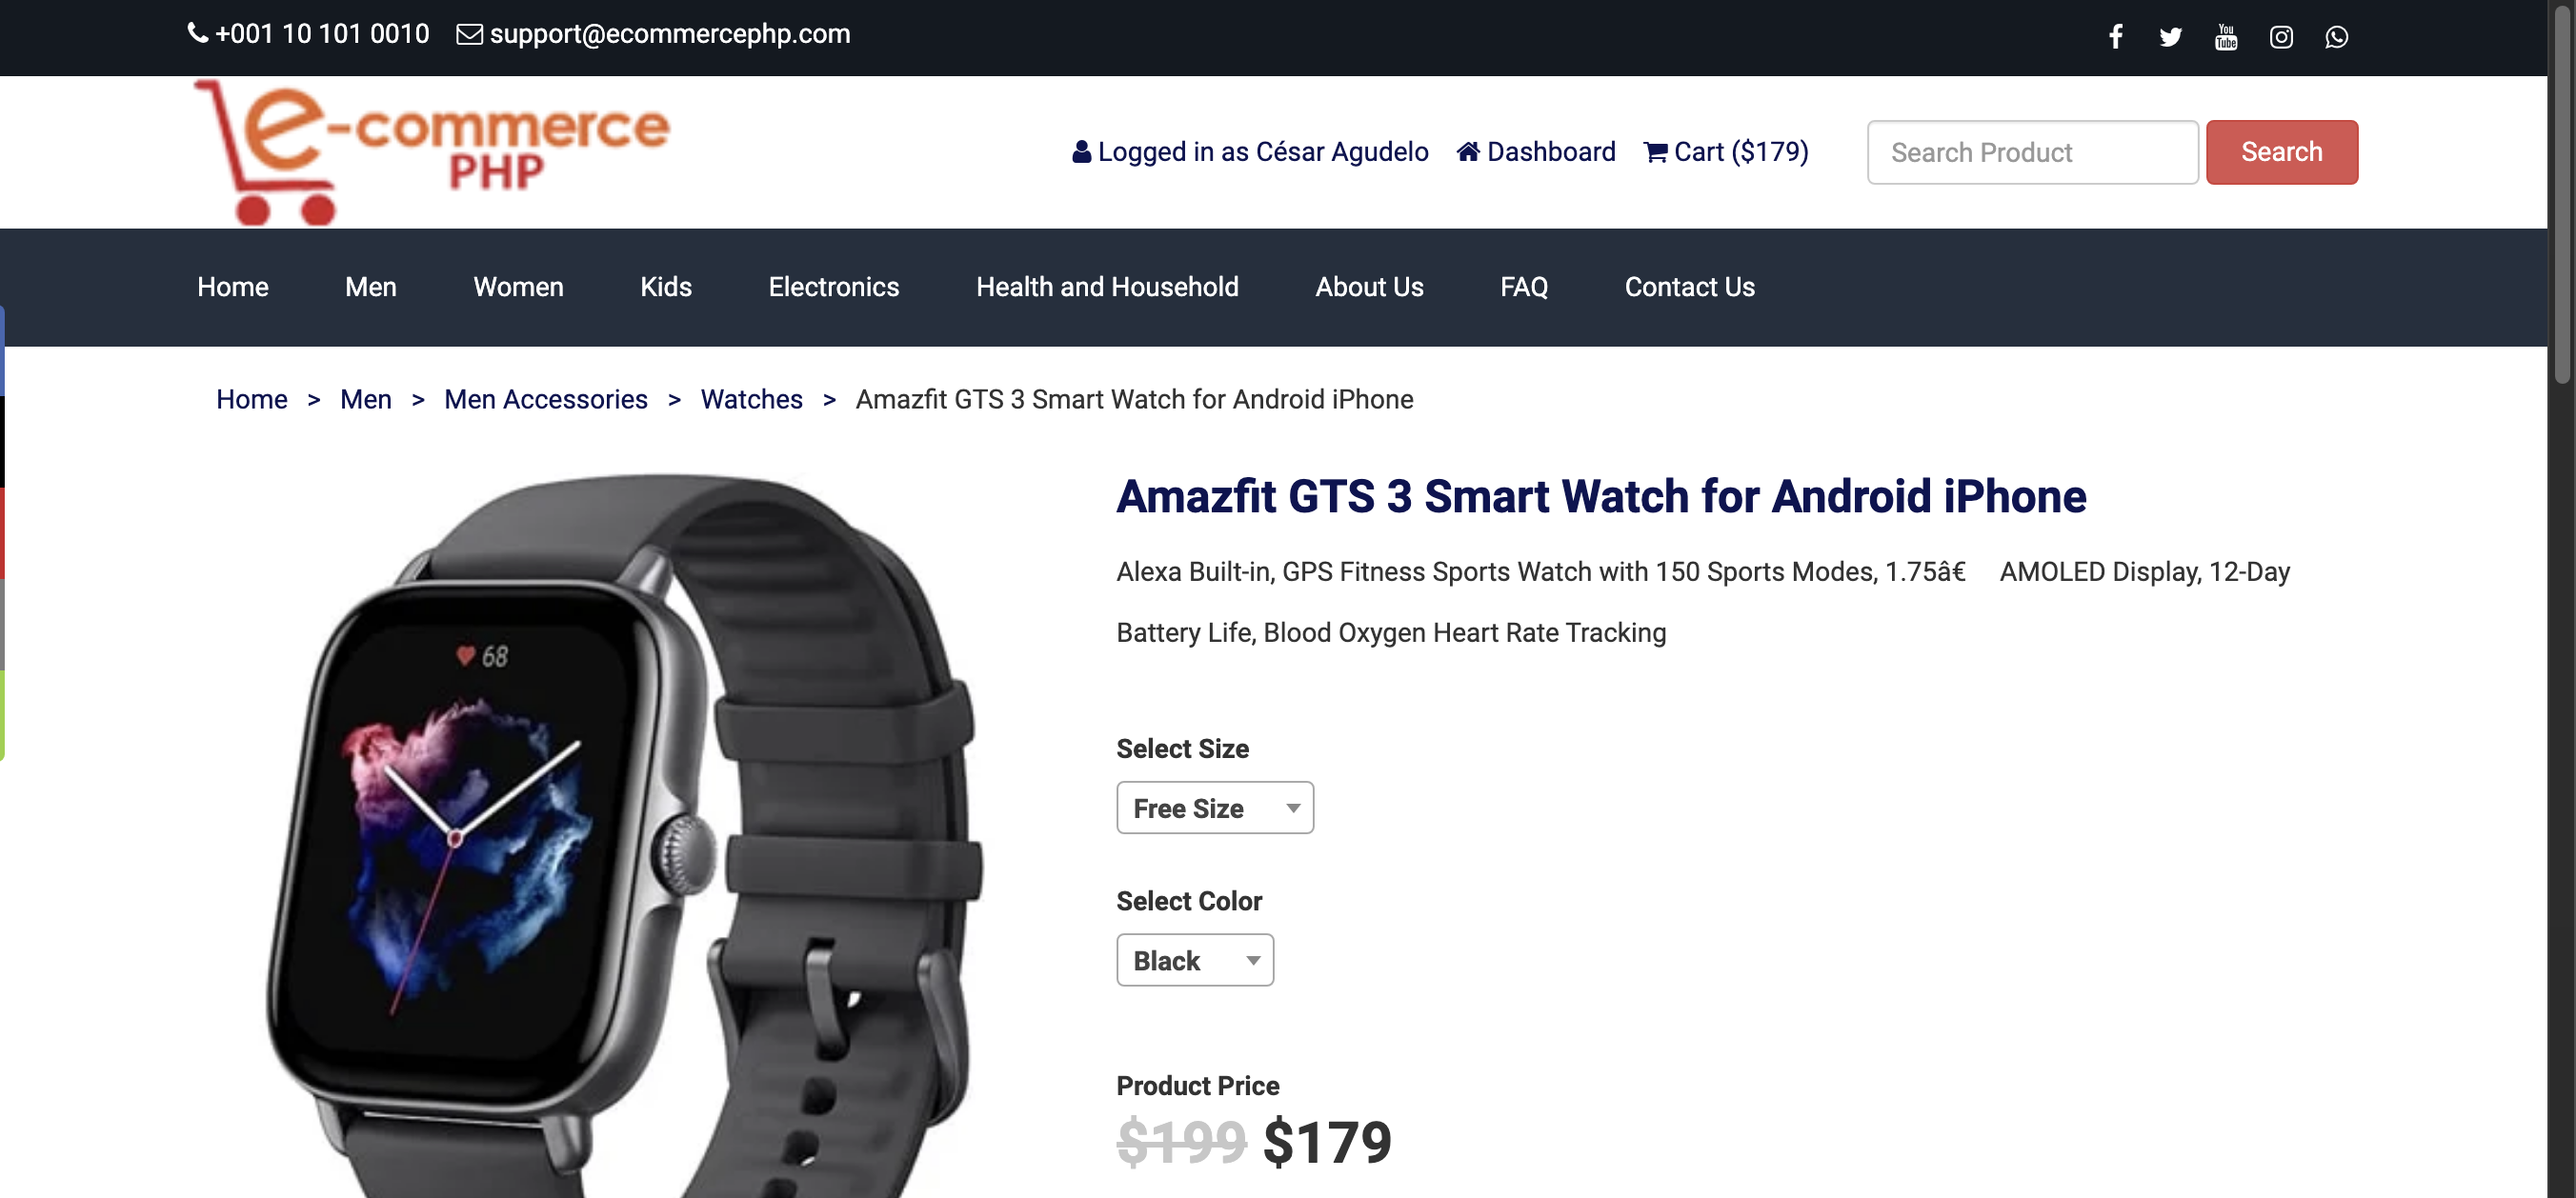 +001 10 101 0010 support@ecommercephp.com
e-commerce
PHP
Logged in as César Agudelo Dashboard Cart ($179) Search Product Search
Home Men Women Kids Electronics Health and Household About Us FAQ Contact Us
Home > Men > Men Accessories > Watches > Amazfit GTS 3 Smart Watch for Android iPhone
Amazfit GTS 3 Smart Watch for Android iPhone
Alexa Built-in, GPS Fitness Sports Watch with 150 Sports Modes, 1.75â€ AMOLED Display, 12-Day
Battery Life, Blood Oxygen Heart Rate Tracking
68
Select Size
Free Size
Select Color
Black
Product Price
$199 $179